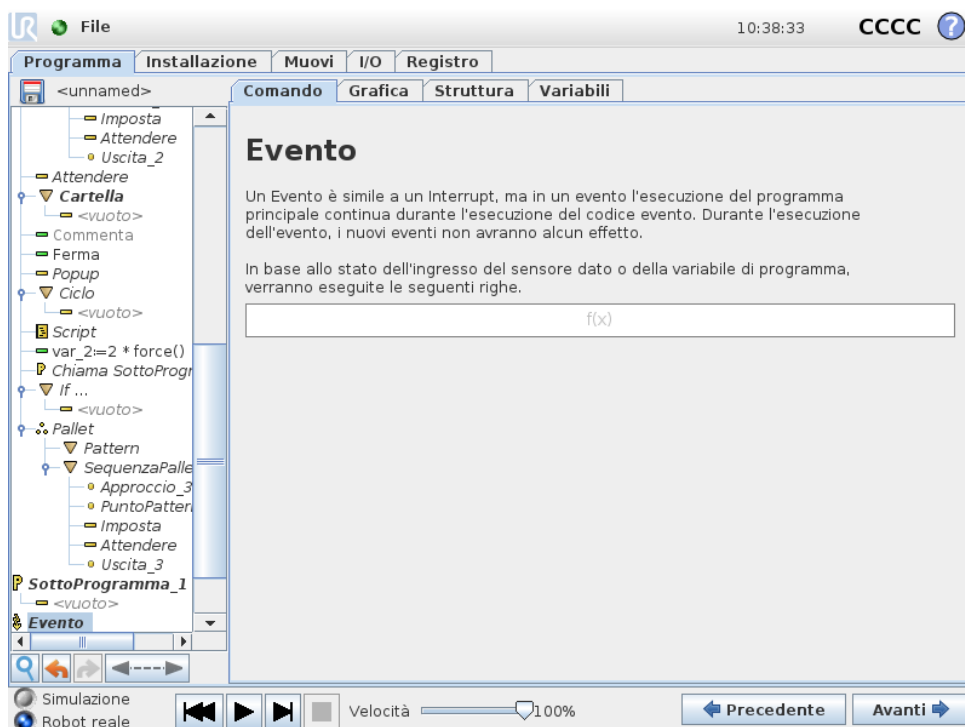 UR File 10:38:33 CCCC ?
Programma Installazione Muovi I/O Registro
<unnamed>
Comando Grafica Struttura Variabili
Imposta
Attendere
Uscita_2
Attendere
Cartella
<vuoto>
Commenta
Ferma
Popup
Ciclo
<vuoto>
Script
var_2:=2 * force()
Chiama SottoProgr
If ...
<vuoto>
Pallet
Pattern
SequenzaPalle
Approccio_3
PuntoPatter
Imposta
Attendere
Uscita_3
P SottoProgramma_1
<vuoto>
Evento
Evento
Un Evento è simile a un Interrupt, ma in un evento l'esecuzione del programma
principale continua durante l'esecuzione del codice evento. Durante l'esecuzione
dell'evento, i nuovi eventi non avranno alcun effetto.
In base allo stato dell'ingresso del sensore dato o della variabile di programma,
verranno eseguite le seguenti righe.
f(x)
Simulazione
Robot reale
Velocità 100%
Precedente Avanti